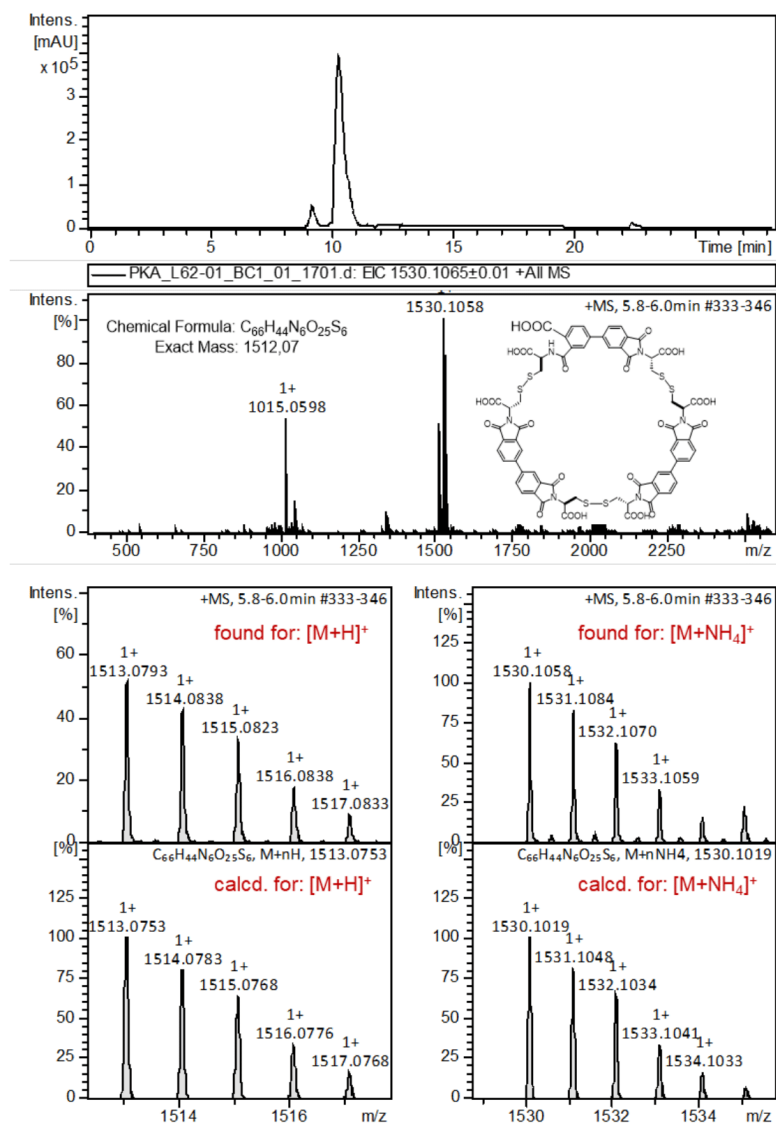 Intens.
[mAU]
x10⁵
3
2
1
0
0 5 10 15 20 Time [min]
PKA_L62-01_BC1_01_1701.d: EIC 1530.1065±0.01 +All MS
Intens.
[%]
+MS, 5.8-6.0min #333-346
1530.1058
Chemical Formula: C₆₆H₄₄N₆O₂₅S₆
Exact Mass: 1512,07
1+
1015.0598
100
80
60
40
20
0
HOOC
O O
HOOC NH O N COOH O
S S S S
HOOC COOH
O N O O N O
O N O O N O
S S
COOH COOH
500 750 1000 1250 1500 1750 2000 2250 m/z
Intens.
[%]
+MS, 5.8-6.0min #333-346
found for: [M+H]⁺
1+
1513.0793
1+
1514.0838
1+
1515.0823
1+
1516.0838
1+
1517.0833
60
40
20
0
C₆₆H₄₄N₆O₂₅S₆, M+nH, 1513.0753
calcd. for: [M+H]⁺
1+
1513.0753
1+
1514.0783
1+
1515.0768
1+
1516.0776
1+
1517.0768
125
100
75
50
25
0
1514 1516 m/z
Intens.
[%]
+MS, 5.8-6.0min #333-346
found for: [M+NH₄]⁺
1+
1530.1058
1+
1531.1084
1+
1532.1070
1+
1533.1059
150
125
100
75
50
25
0
C₆₆H₄₄N₆O₂₅S₆, M+nNH4, 1530.1019
calcd. for: [M+NH₄]⁺
1+
1530.1019
1+
1531.1048
1+
1532.1034
1+
1533.1041
1+
1534.1033
125
100
75
50
25
0
1530 1532 1534 m/z